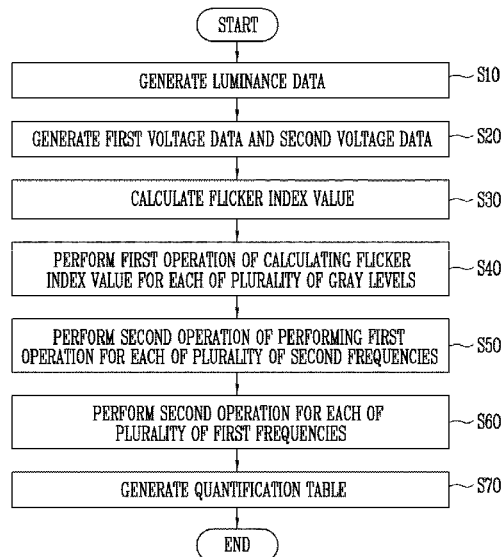 START
GENERATE LUMINANCE DATA
S10
GENERATE FIRST VOLTAGE DATA AND SECOND VOLTAGE DATA
S20
CALCULATE FLICKER INDEX VALUE
S30
PERFORM FIRST OPERATION OF CALCULATING FLICKER
INDEX VALUE FOR EACH OF PLURALITY OF GRAY LEVELS
S40
PERFORM SECOND OPERATION OF PERFORMING FIRST
OPERATION FOR EACH OF PLURALITY OF SECOND FREQUENCIES
S50
PERFORM SECOND OPERATION FOR EACH OF
PLURALITY OF FIRST FREQUENCIES
S60
GENERATE QUANTIFICATION TABLE
S70
END